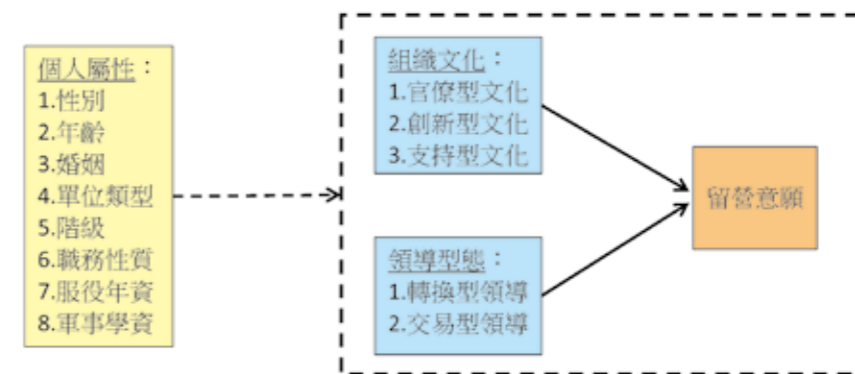 個人屬性：
1.性別
2.年齡
3.婚姻
4.單位類型
5.階級
6.職務性質
7.服役年資
8.軍事學資
組織文化：
1.官僚型文化
2.創新型文化
3.支持型文化
領導型態：
1.轉換型領導
2.交易型領導
留營意願